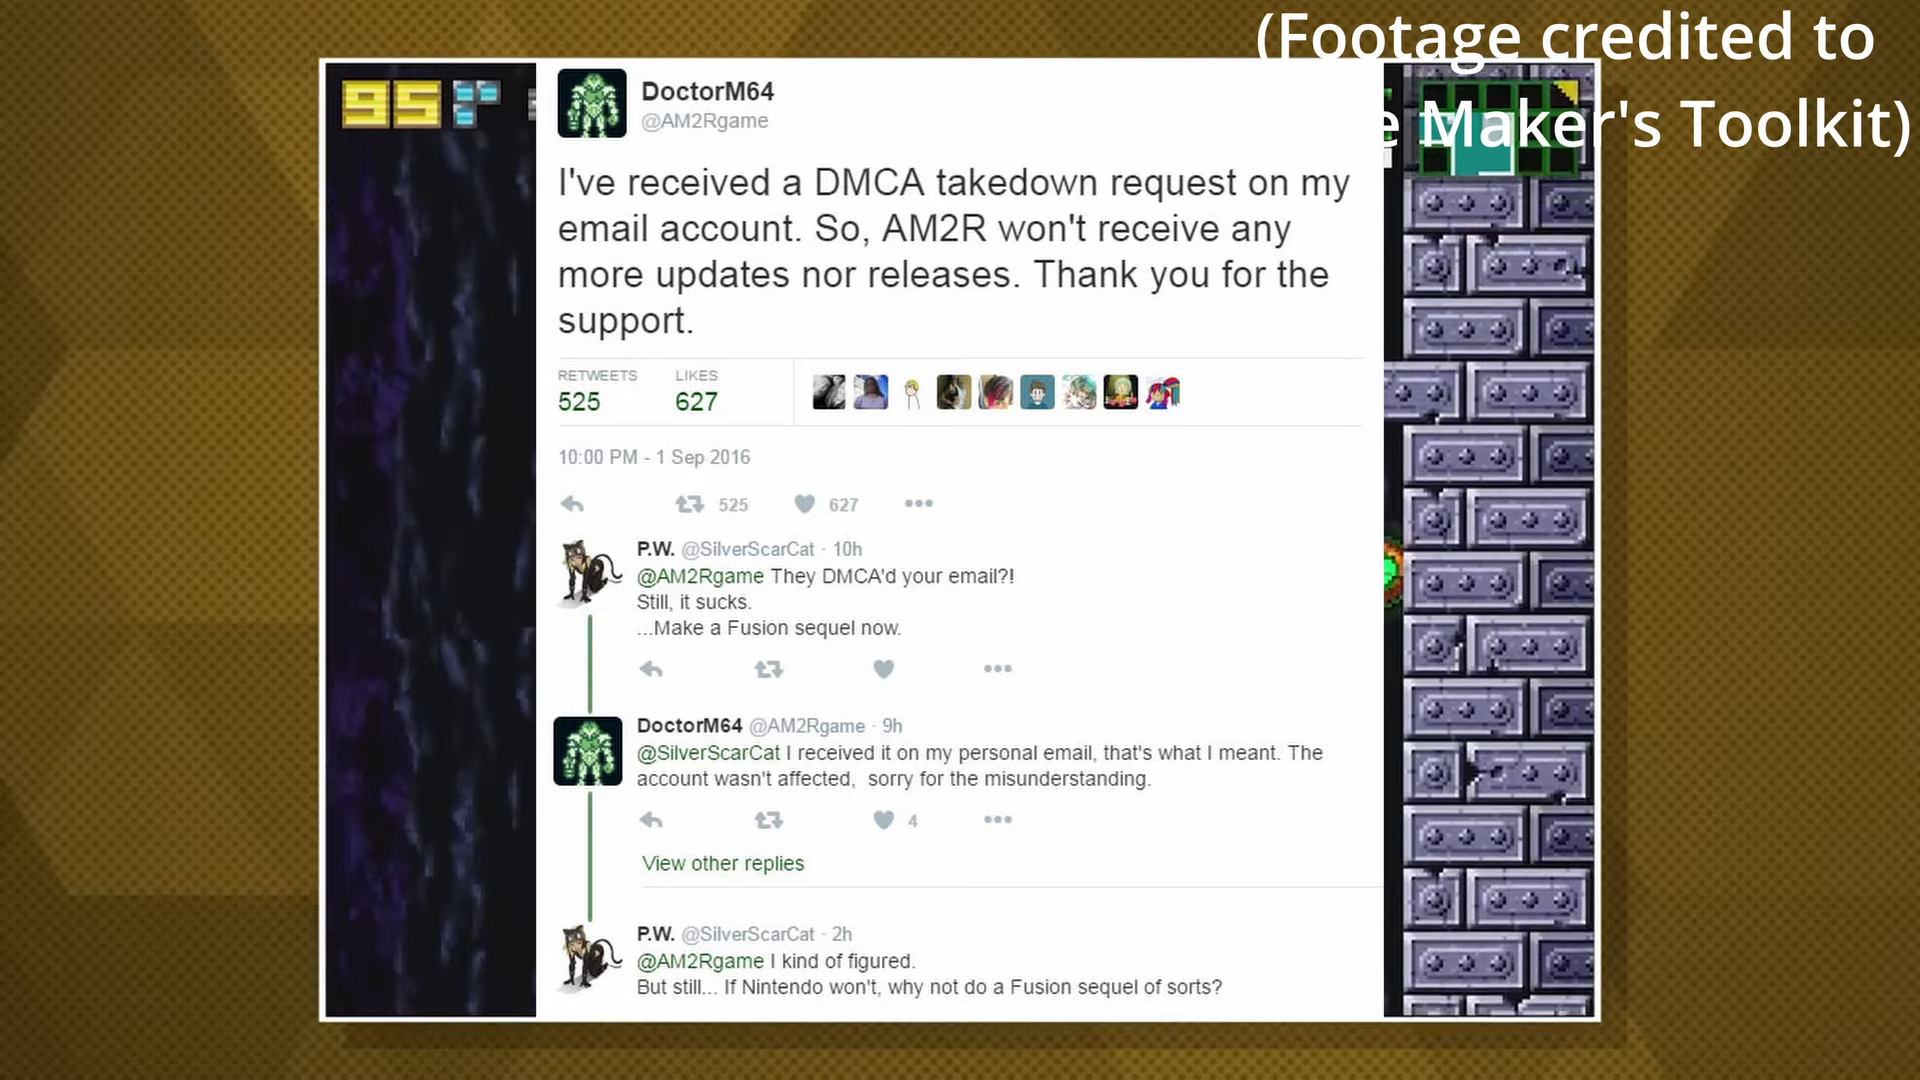 (Footage credited to
e Maker's Toolkit)
95
DoctorM64
@AM2Rgame
I've received a DMCA takedown request on my
email account. So, AM2R won't receive any
more updates nor releases. Thank you for the
support.
RETWEETS LIKES
525 627
10:00 PM - 1 Sep 2016
525 627 •••
P.W. @SilverScarCat · 10h
@AM2Rgame They DMCA'd your email?!
Still, it sucks.
...Make a Fusion sequel now.
•••
DoctorM64 @AM2Rgame · 9h
@SilverScarCat I received it on my personal email, that's what I meant. The
account wasn't affected,  sorry for the misunderstanding.
4 •••
View other replies
P.W. @SilverScarCat · 2h
@AM2Rgame I kind of figured.
But still... If Nintendo won't, why not do a Fusion sequel of sorts?